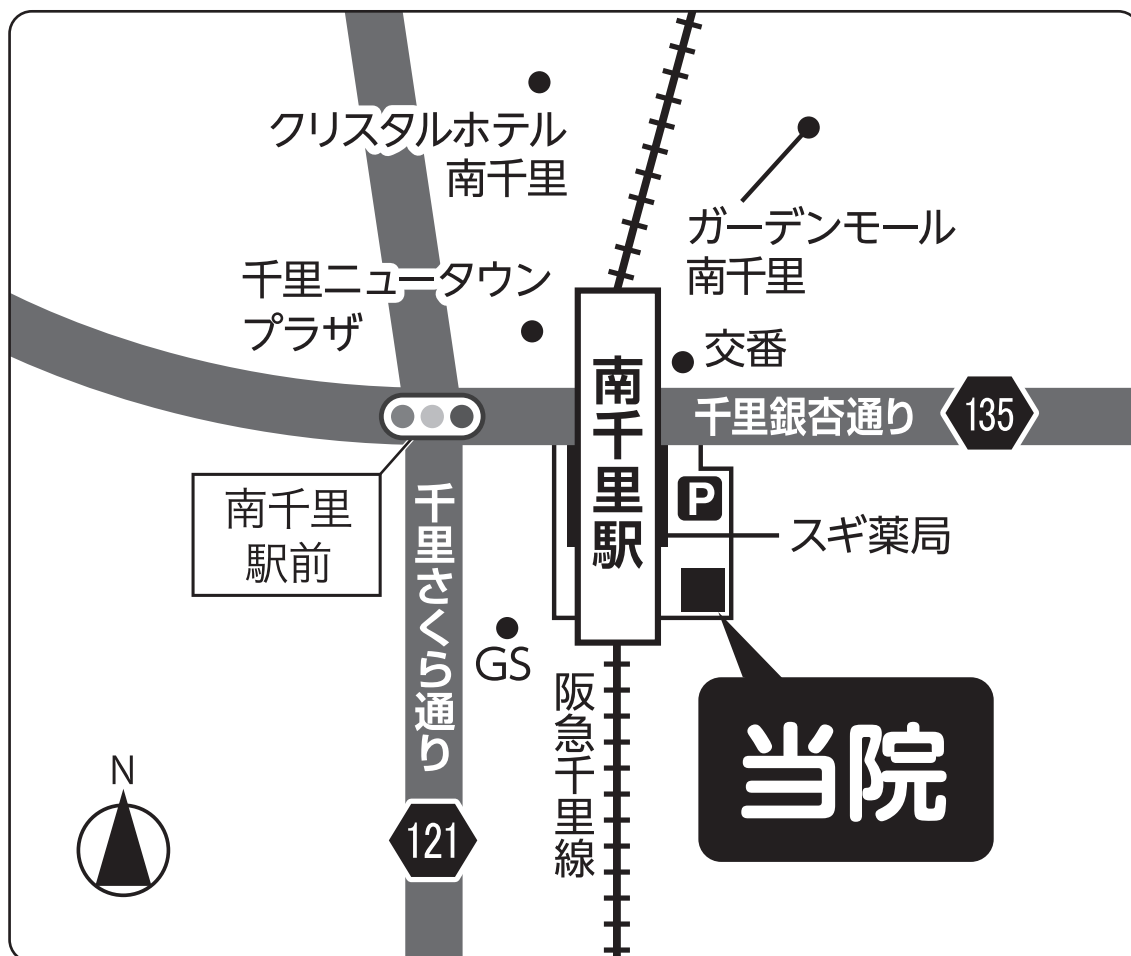 クリスタルホテル
南千里
ガーデンモール
南千里
千里ニュータウン
プラザ
交番
南千里駅
千里銀杏通り
135
南千里
駅前
P
千里さくら通り
スギ薬局
GS
阪急千里線
当院
N
121